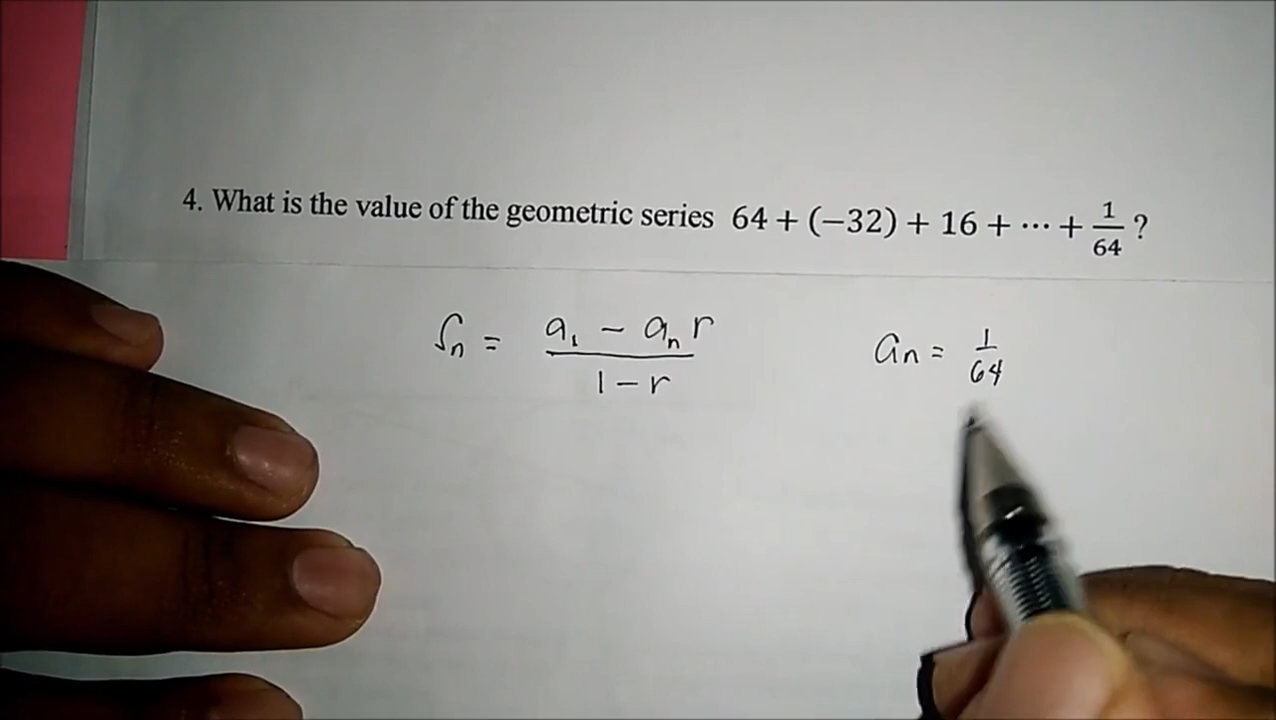 4. What is the value of the geometric series 64 + (−32) + 16 + ⋯ + 1/64 ?
Sₙ = (a₁ − aₙ r)/(1 − r)
aₙ = 1/64